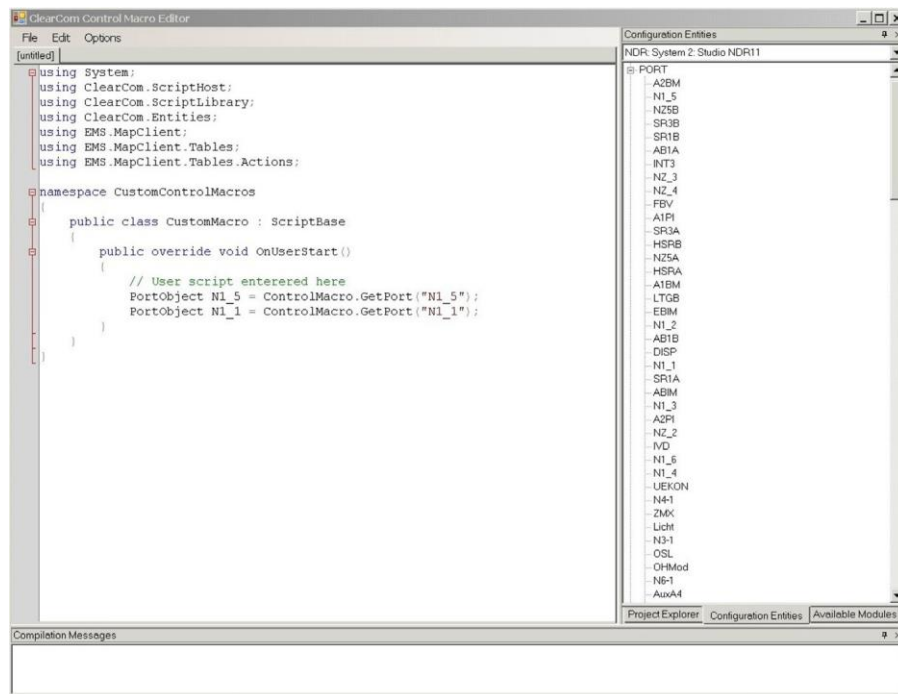 ClearCom Control Macro Editor
File Edit Options
[untitled]
using System;
using ClearCom.ScriptHost;
using ClearCom.ScriptLibrary;
using ClearCom.Entities;
using EMS.MapClient;
using EMS.MapClient.Tables;
using EMS.MapClient.Tables.Actions;
namespace CustomControlMacros
{
public class CustomMacro : ScriptBase
{
public override void OnUserStart()
{
// User script enterered here
PortObject N1_5 = ControlMacro.GetPort("N1_5");
PortObject N1_1 = ControlMacro.GetPort("N1_1");
}
}
}
Configuration Entities
NDR: System 2: Studio NDR11
PORT
A2BM
N1_5
NZ5B
SR3B
SR1B
AB1A
INT3
NZ_3
NZ_4
FBV
A1PI
SR3A
HSRB
NZ5A
HSRA
A1BM
LTGB
EBIM
N1_2
AB1B
DISP
N1_1
SR1A
ABIM
N1_3
A2PI
NZ_2
IVD
N1_6
N1_4
UEKON
N4-1
ZMX
Licht
N3-1
OSL
OHMod
N6-1
AuxA4
Project Explorer Configuration Entities Available Modules
Compilation Messages